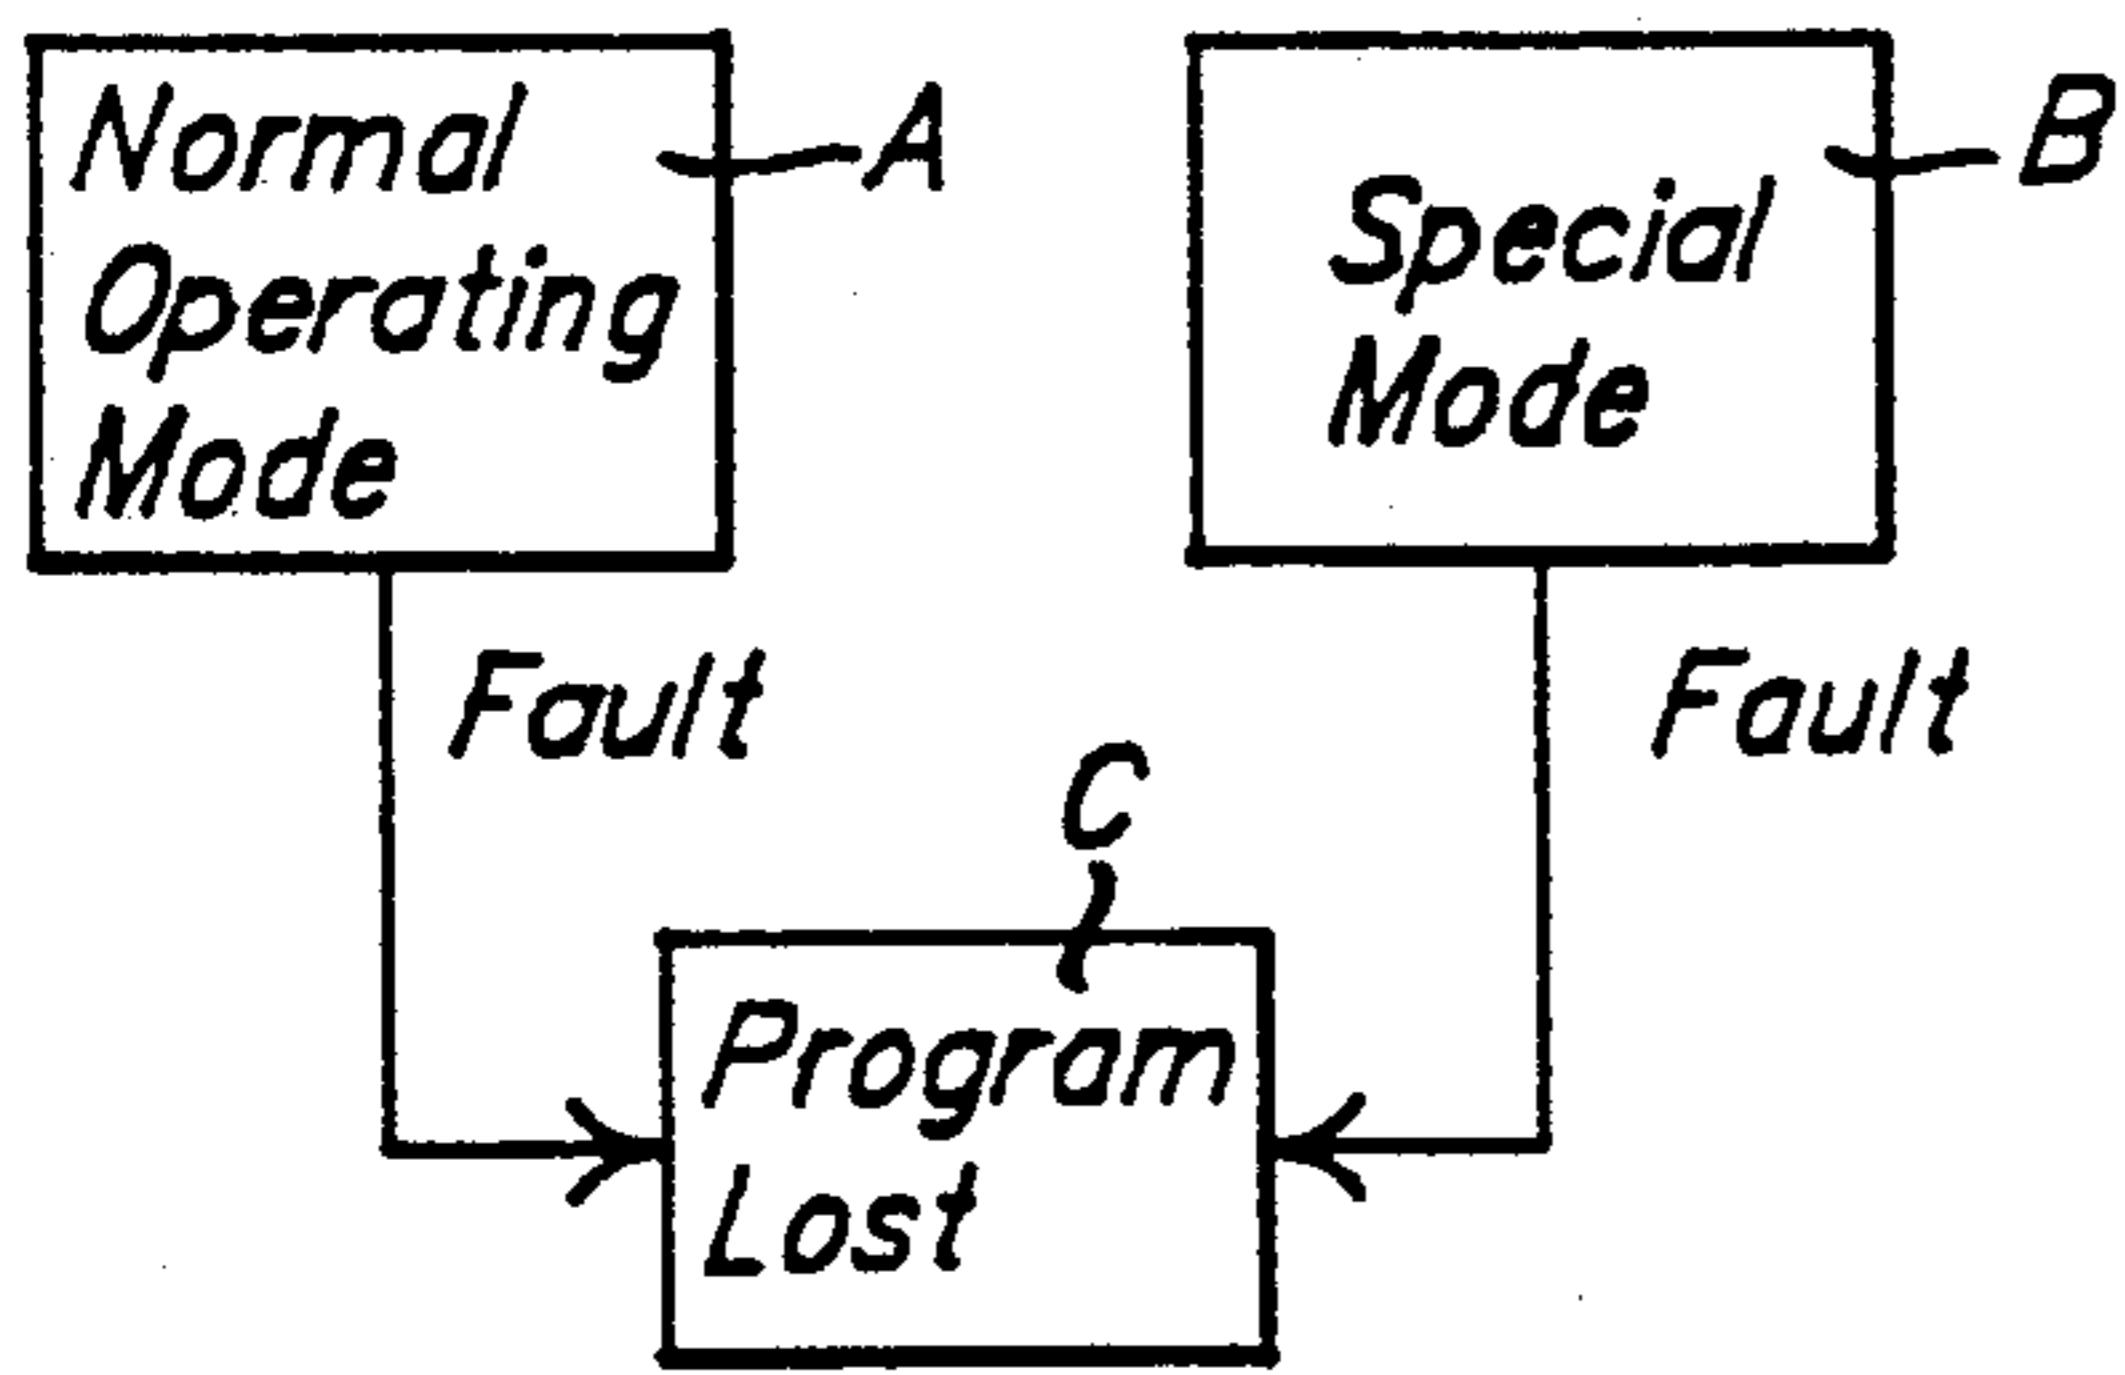 Normal
Operating
Mode
A
Special
Mode
B
Fault
Fault
C
Program
Lost